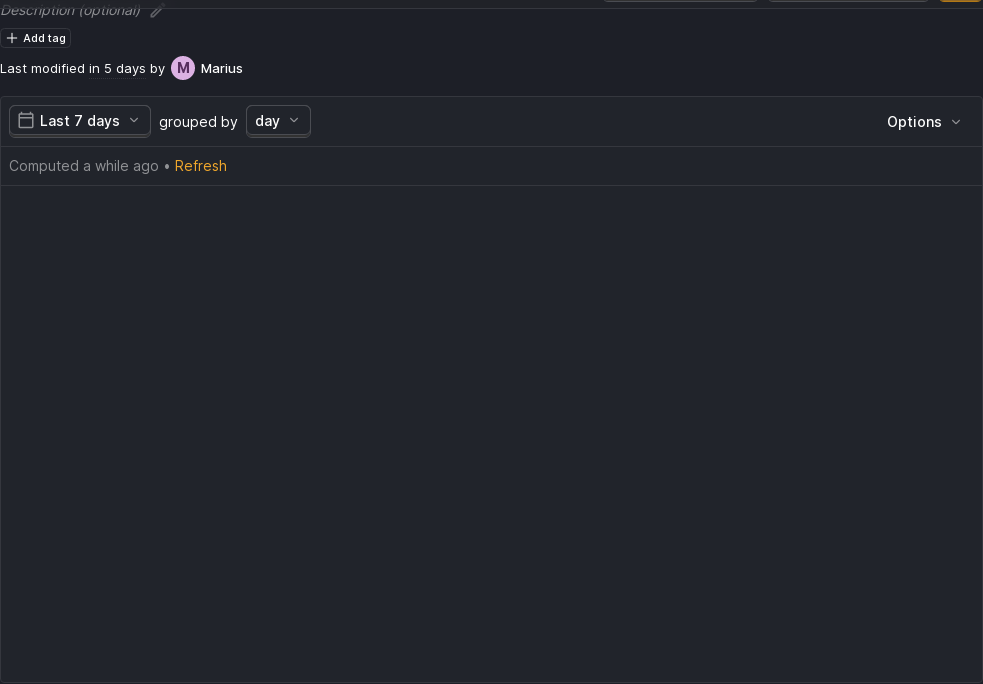 Description (optional)
Add tag
Last modified in 5 days by M Marius
Last 7 days grouped by day Options
Computed a while ago • Refresh